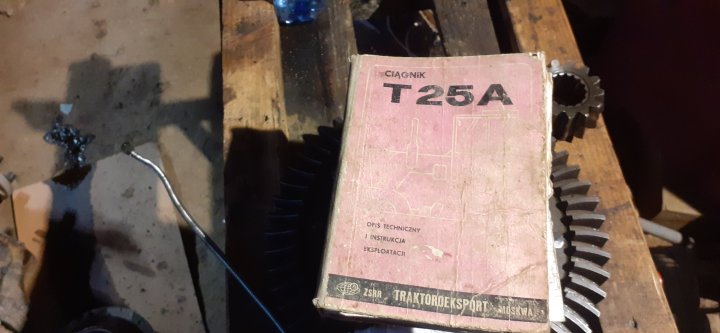 CIĄGNIK
T25A
OPIS TECHNICZNY
I INSTRUKCJA
EKSPLOATACJI
ZSRR TRAKTOROEKSPORT MOSKWA